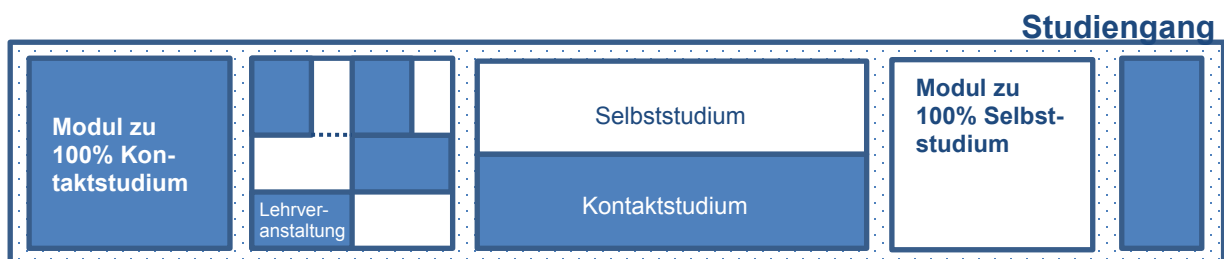 Studiengang
Modul zu
100% Kon-
taktstudium
Lehrver-
anstaltung
Selbststudium
Kontaktstudium
Modul zu
100% Selbst-
studium